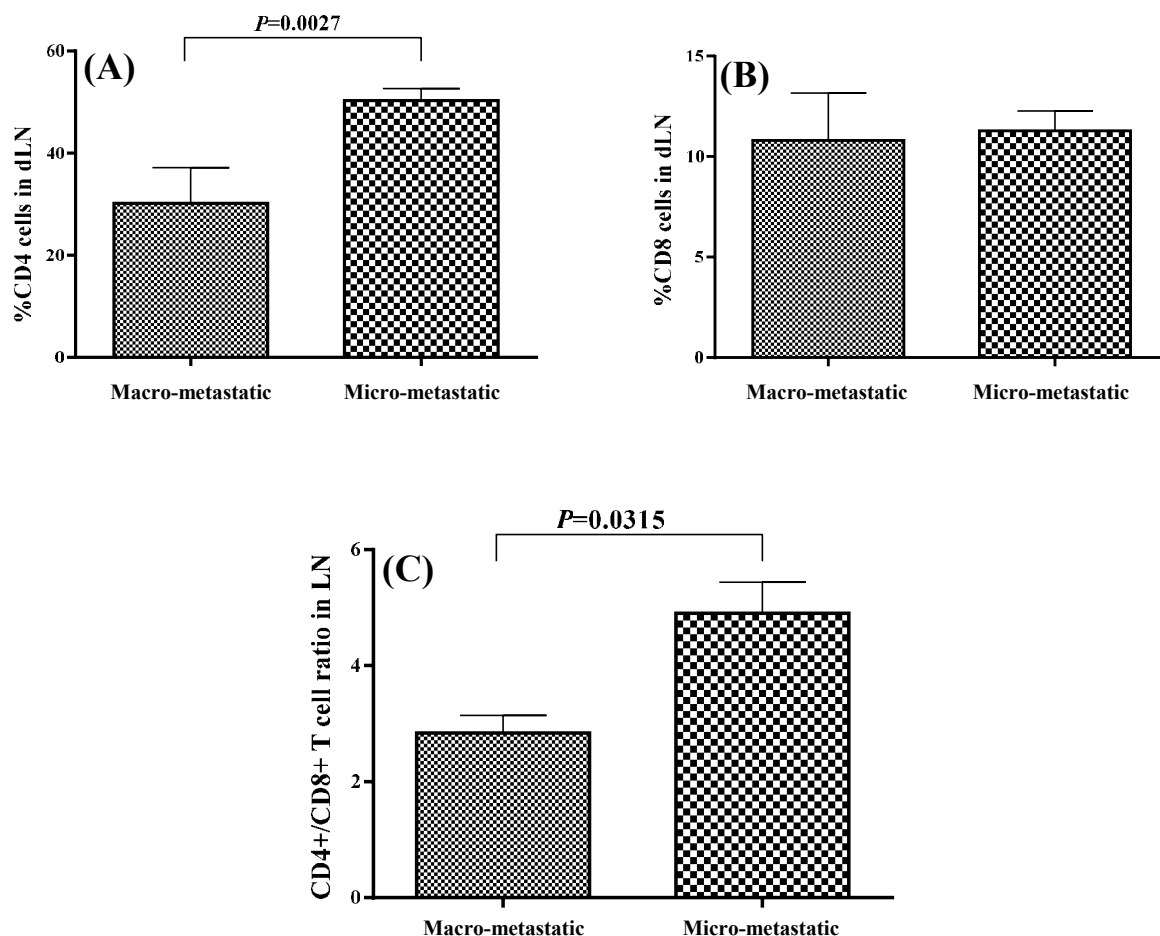 P=0.0027
(A)
%CD4 cells in dLN
60
40
20
0
Macro-metastatic Micro-metastatic
(B)
%CD8 cells in dLN
15
10
5
0
Macro-metastatic Micro-metastatic
P=0.0315
(C)
CD4+/CD8+ T cell ratio in LN
6
4
2
0
Macro-metastatic Micro-metastatic